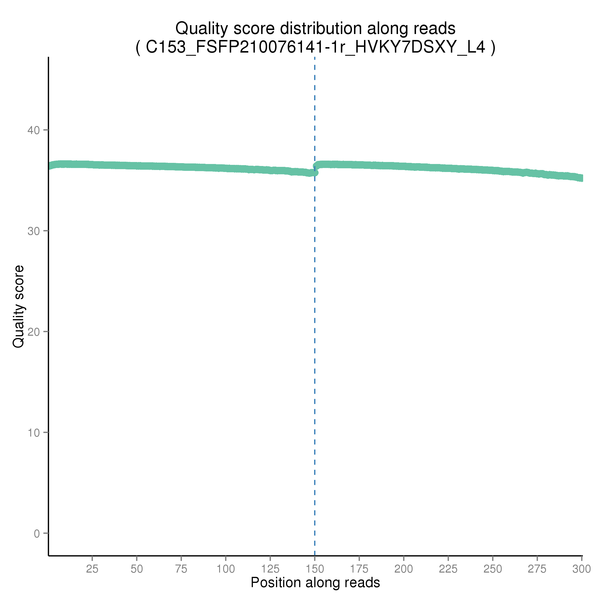 Quality score distribution along reads
( C153_FSFP210076141-1r_HVKY7DSXY_L4 )
Quality score
40
30
20
10
0
25 50 75 100 125 150 175 200 225 250 275 300
Position along reads